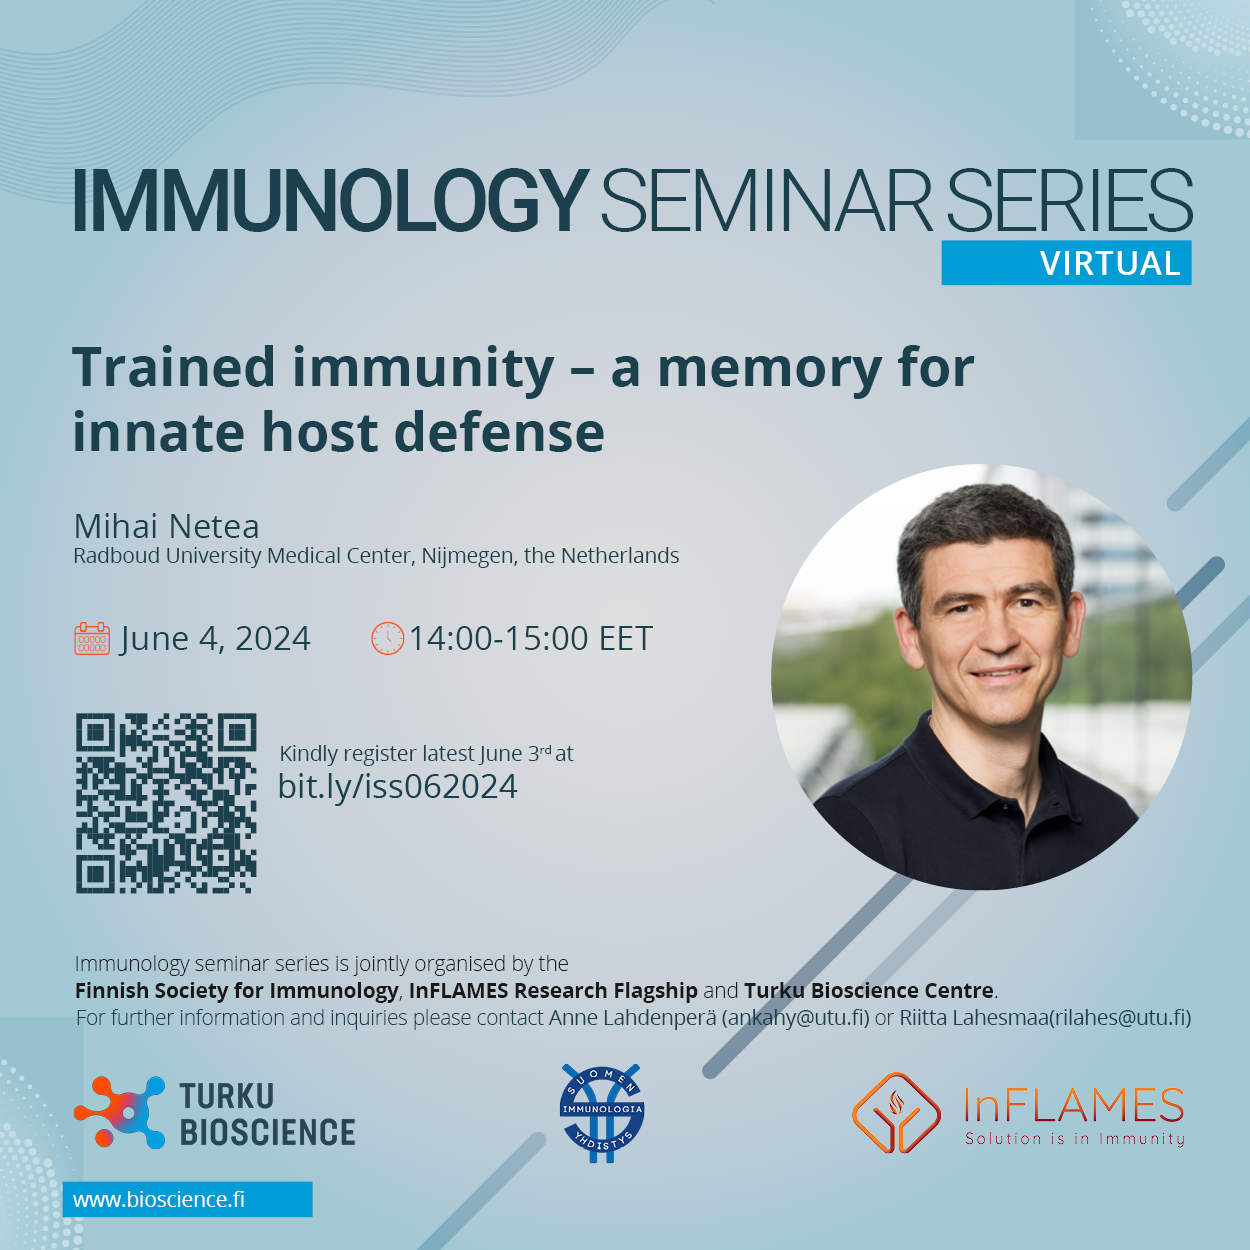 IMMUNOLOGY SEMINAR SERIES
VIRTUAL
Trained immunity – a memory for
innate host defense
Mihai Netea
Radboud University Medical Center, Nijmegen, the Netherlands
June 4, 2024
14:00-15:00 EET
Kindly register latest June 3rd at
bit.ly/iss062024
Immunology seminar series is jointly organised by the
Finnish Society for Immunology, InFLAMES Research Flagship and Turku Bioscience Centre.
For further information and inquiries please contact Anne Lahdenperä (ankahy@utu.fi) or Riitta Lahesmaa(rilahes@utu.fi)
TURKU
BIOSCIENCE
SUOMEN
IMMUNOLOGIA
YHDISTYS
InFLAMES
Solution is in Immunity
www.bioscience.fi